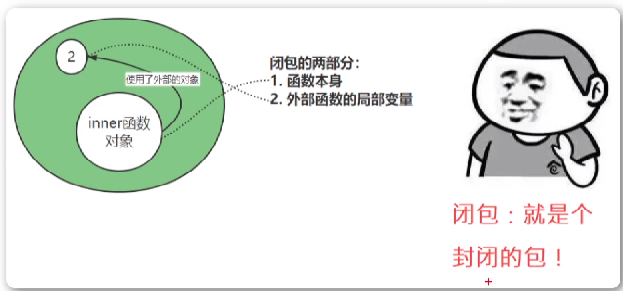 2
使用了外部的对象
inner函数
对象
闭包的两部分：
1. 函数本身
2. 外部函数的局部变量
闭包：就是个
封闭的包！